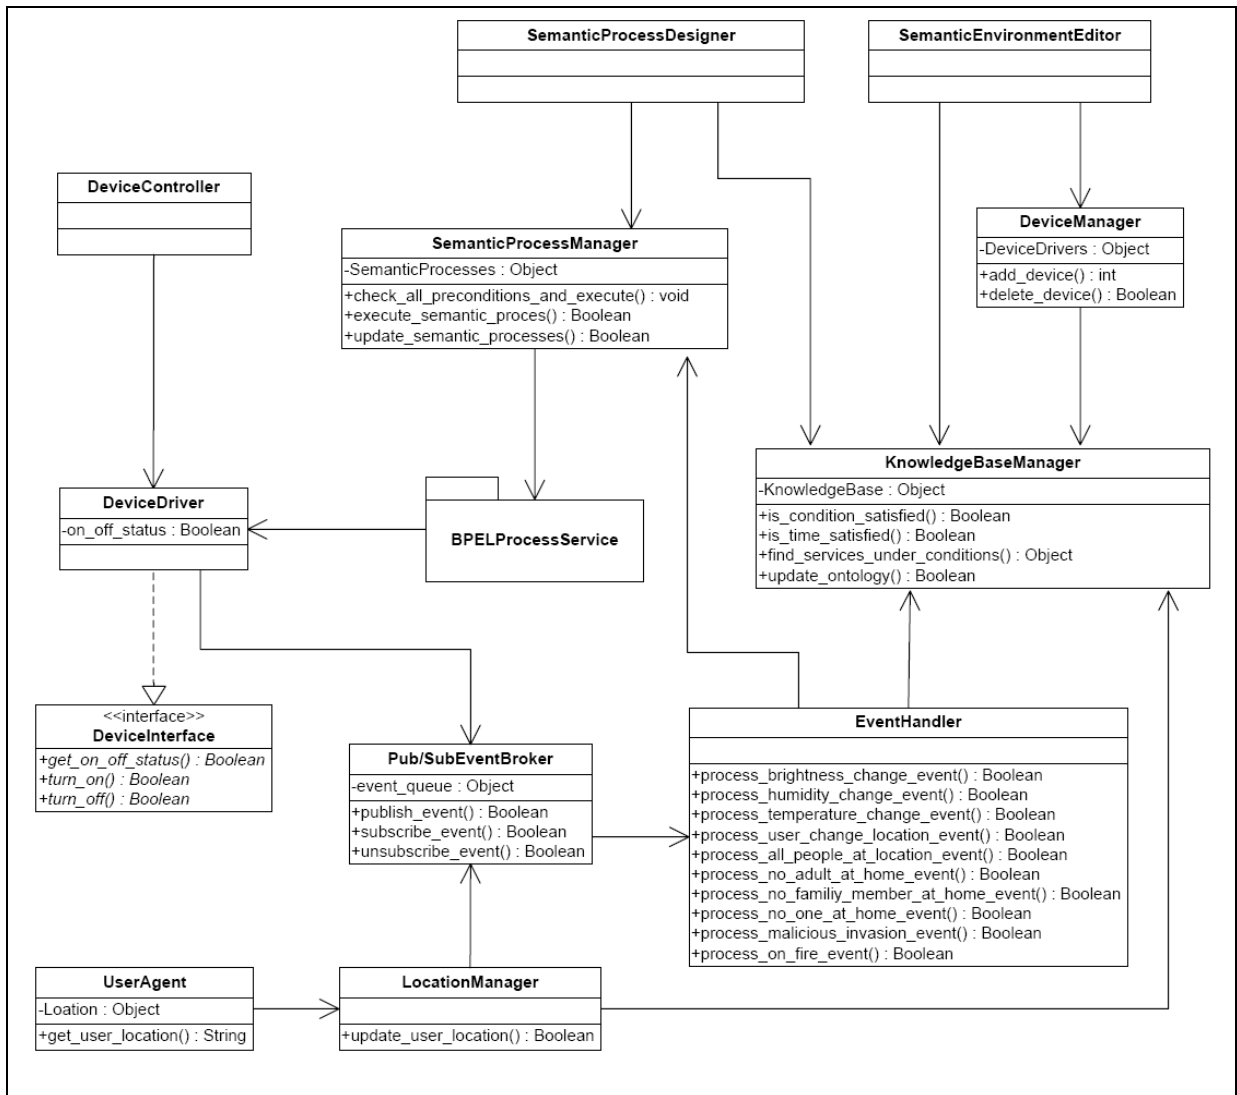 SemanticProcessDesigner
SemanticEnvironmentEditor
DeviceController
SemanticProcessManager
-SemanticProcesses : Object
+check_all_preconditions_and_execute() : void
+execute_semantic_proces() : Boolean
+update_semantic_processes() : Boolean
DeviceManager
-DeviceDrivers : Object
+add_device() : int
+delete_device() : Boolean
KnowledgeBaseManager
-KnowledgeBase : Object
+is_condition_satisfied() : Boolean
+is_time_satisfied() : Boolean
+find_services_under_conditions() : Object
+update_ontology() : Boolean
DeviceDriver
-on_off_status : Boolean
BPELProcessService
<<interface>>
DeviceInterface
+get_on_off_status() : Boolean
+turn_on() : Boolean
+turn_off() : Boolean
Pub/SubEventBroker
-event_queue : Object
+publish_event() : Boolean
+subscribe_event() : Boolean
+unsubscribe_event() : Boolean
EventHandler
+process_brightness_change_event() : Boolean
+process_humidity_change_event() : Boolean
+process_temperature_change_event() : Boolean
+process_user_change_location_event() : Boolean
+process_all_people_at_location_event() : Boolean
+process_no_adult_at_home_event() : Boolean
+process_no_familiy_member_at_home_event() : Boolean
+process_no_one_at_home_event() : Boolean
+process_malicious_invasion_event() : Boolean
+process_on_fire_event() : Boolean
UserAgent
-Loation : Object
+get_user_location() : String
LocationManager
+update_user_location() : Boolean